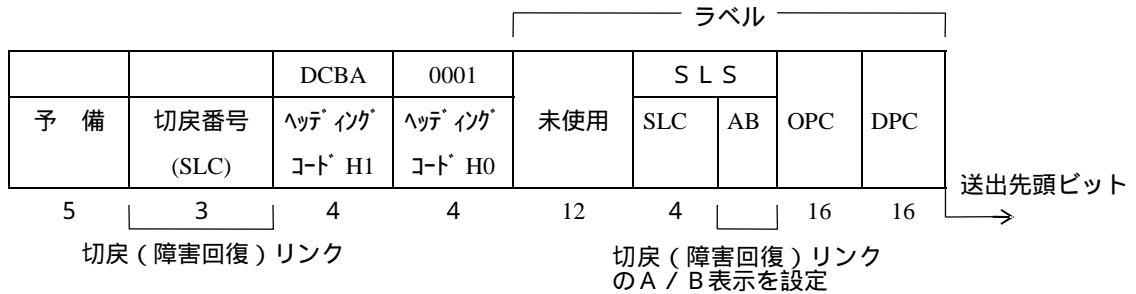 ラベル
DCBA 0001 ＳＬＳ
予 備 切戻番号 ﾍｯﾃﾞｨﾝｸﾞ ﾍｯﾃﾞｨﾝｸﾞ 未使用 SLC AB OPC DPC
(SLC) ｺｰﾄﾞ H1 ｺｰﾄﾞ H0
送出先頭ビット
5 3 4 4 12 4 16 16
切戻（障害回復）リンク 切戻（障害回復）リンク
のＡ／Ｂ表示を設定